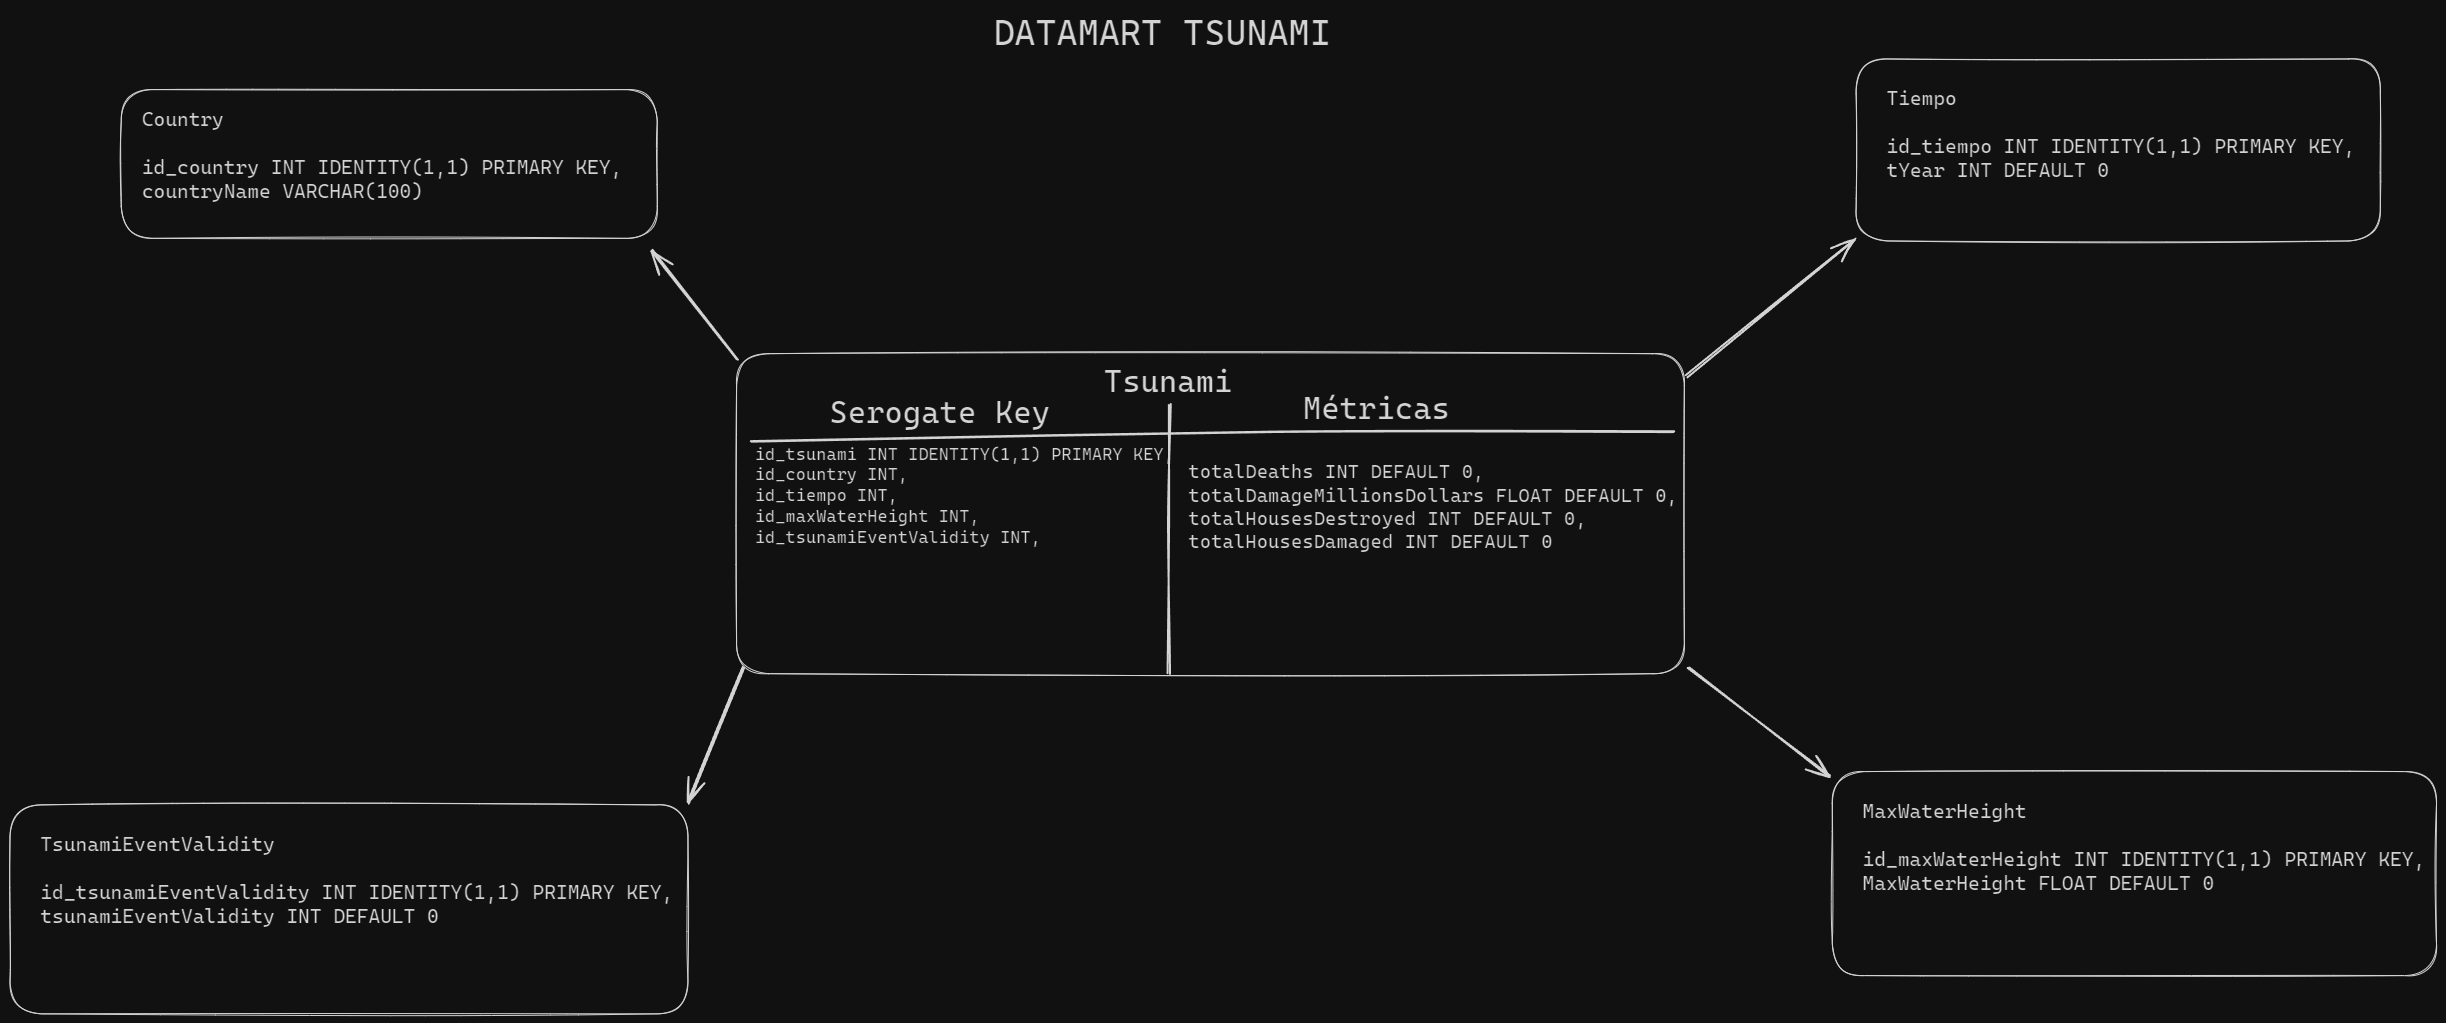 DATAMART TSUNAMI
Country
id_country INT IDENTITY(1,1) PRIMARY KEY,
countryName VARCHAR(100)
Tiempo
id_tiempo INT IDENTITY(1,1) PRIMARY KEY,
tYear INT DEFAULT 0
Tsunami
Serogate Key
id_tsunami INT IDENTITY(1,1) PRIMARY KEY,
id_country INT,
id_tiempo INT,
id_maxWaterHeight INT,
id_tsunamiEventValidity INT,
Métricas
totalDeaths INT DEFAULT 0,
totalDamageMillionsDollars FLOAT DEFAULT 0,
totalHousesDestroyed INT DEFAULT 0,
totalHousesDamaged INT DEFAULT 0
TsunamiEventValidity
id_tsunamiEventValidity INT IDENTITY(1,1) PRIMARY KEY,
tsunamiEventValidity INT DEFAULT 0
MaxWaterHeight
id_maxWaterHeight INT IDENTITY(1,1) PRIMARY KEY,
MaxWaterHeight FLOAT DEFAULT 0